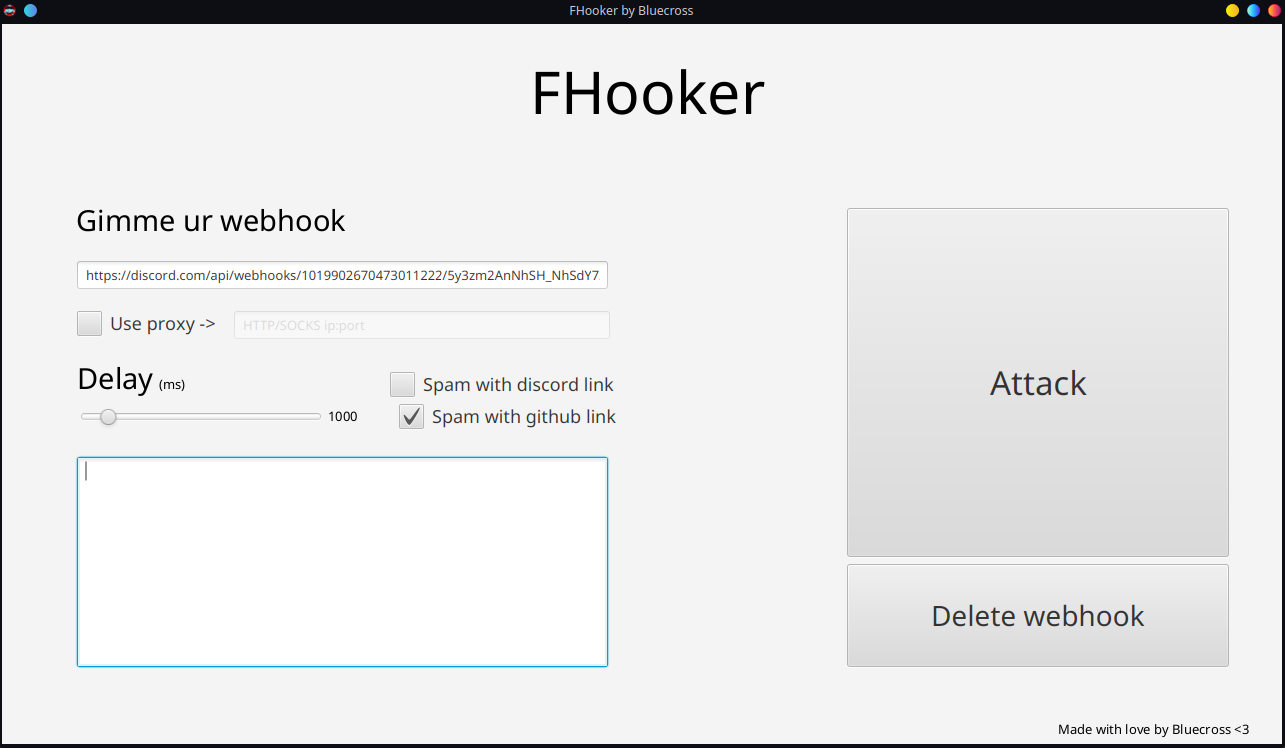 FHooker by Bluecross
FHooker
Gimme ur webhook
https://discord.com/api/webhooks/1019902670473011222/5y3zm2AnNhSH_NhSdY7
Use proxy ->
HTTP/SOCKS ip:port
Delay (ms)
Spam with discord link
1000
Spam with github link
Attack
Delete webhook
Made with love by Bluecross <3